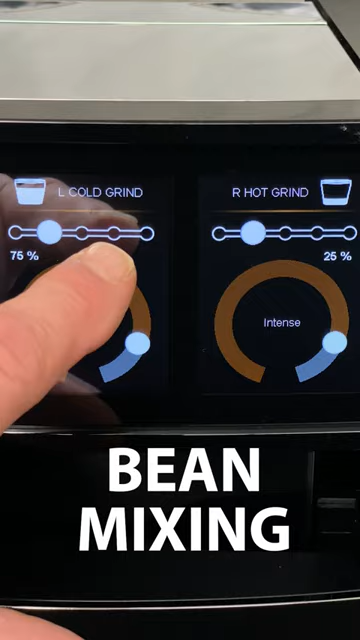 L COLD GRIND
R HOT GRIND
75 %
25 %
Intense
BEAN
MIXING